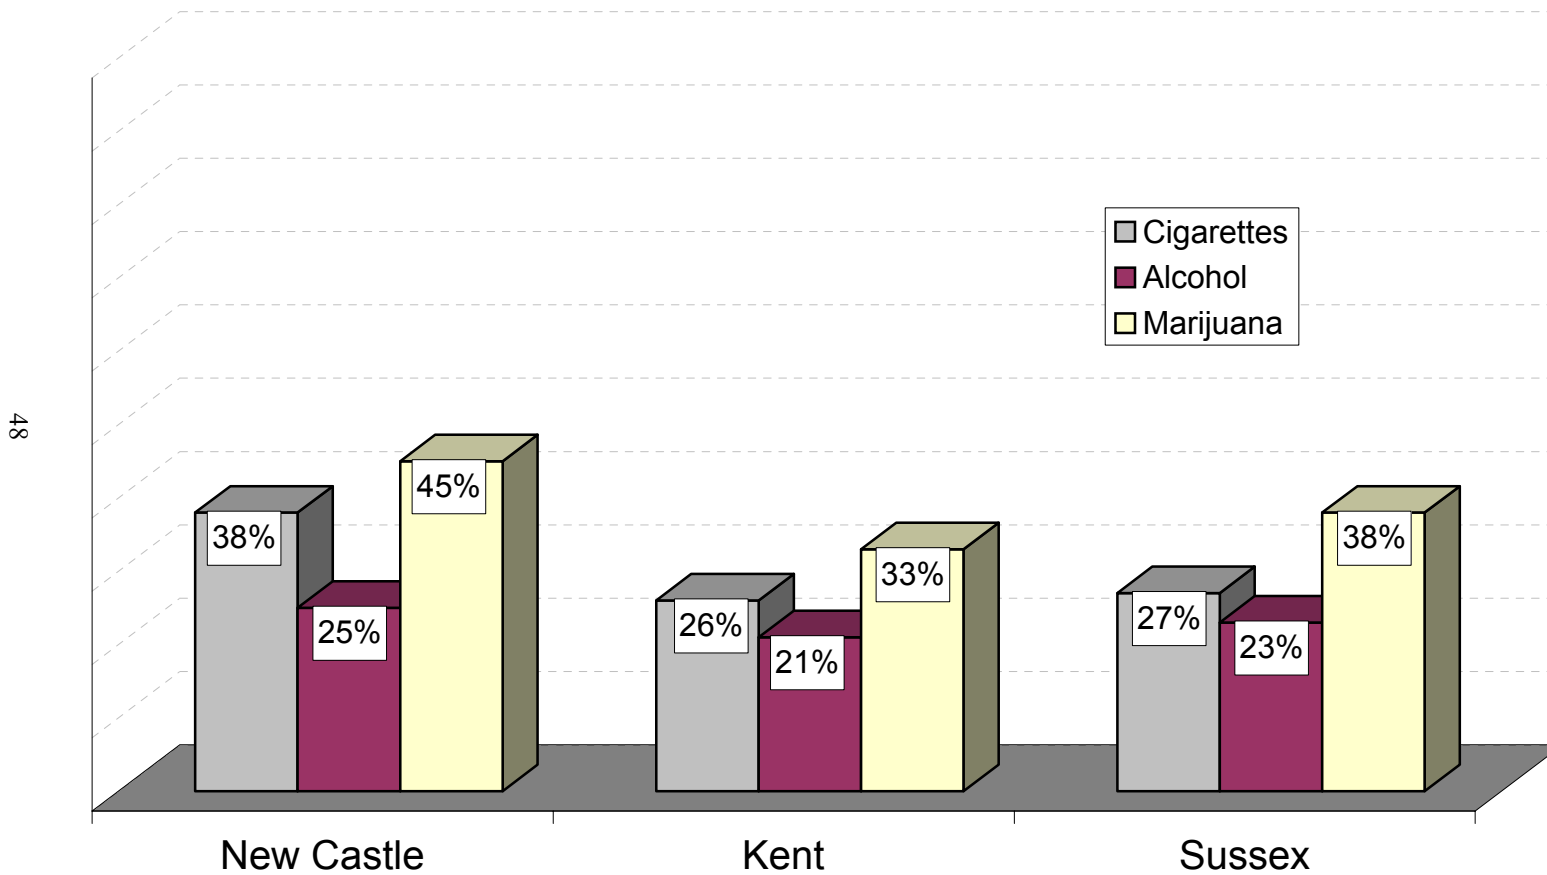 48
Cigarettes
Alcohol
Marijuana
38%
25%
45%
26%
21%
33%
27%
23%
38%
New Castle
Kent
Sussex